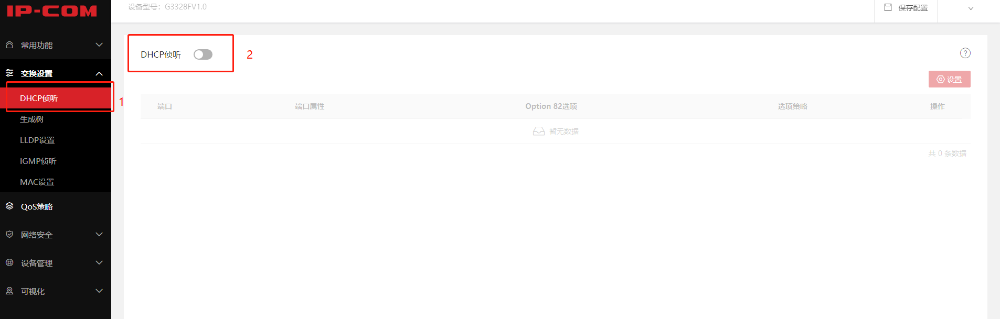 IP-COM
设备型号：G3328FV1.0
保存配置
常用功能
交换设置
DHCP侦听
1
生成树
LLDP设置
IGMP侦听
MAC设置
QoS策略
网络安全
设备管理
可视化
DHCP侦听
2
?
设置
端口 端口属性 Option 82选项 选项策略 操作
暂无数据
共 0 条数据